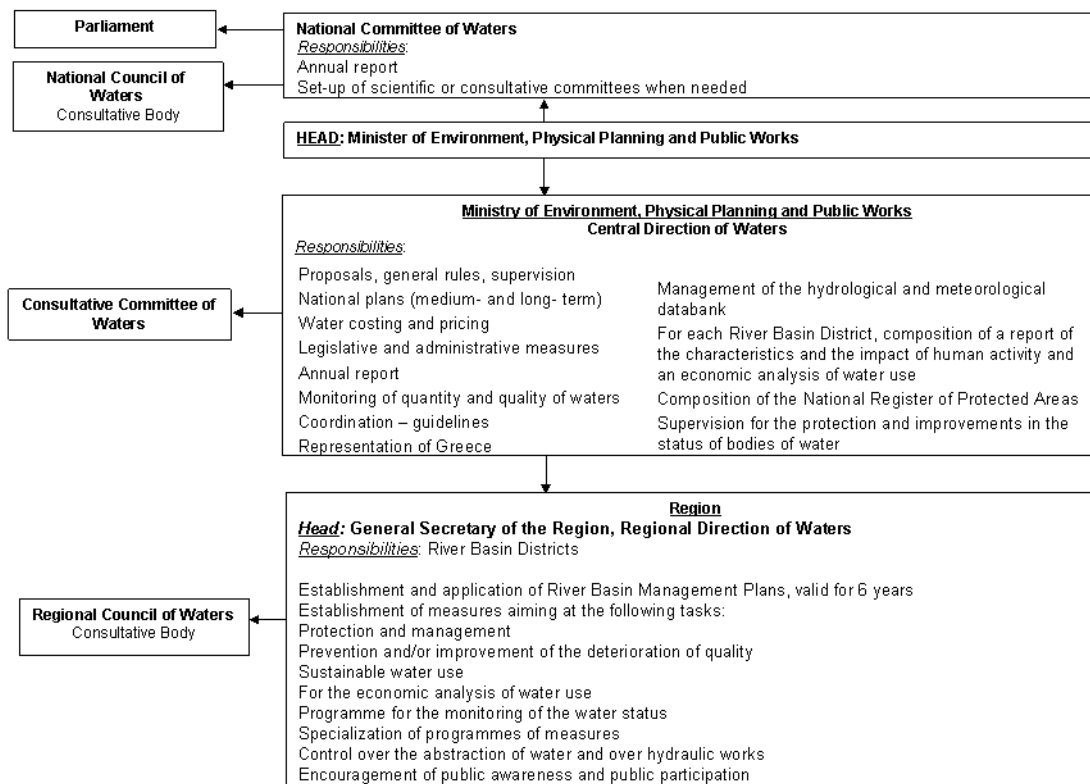 Parliament
National Council of
Waters
Consultative Body
National Committee of Waters
Responsibilities:
Annual report
Set-up of scientific or consultative committees when needed
HEAD: Minister of Environment, Physical Planning and Public Works
Ministry of Environment, Physical Planning and Public Works
Central Direction of Waters
Responsibilities:
Proposals, general rules, supervision
National plans (medium- and long- term)
Water costing and pricing
Legislative and administrative measures
Annual report
Monitoring of quantity and quality of waters
Coordination – guidelines
Representation of Greece
Management of the hydrological and meteorological
databank
For each River Basin District, composition of a report of
the characteristics and the impact of human activity and
an economic analysis of water use
Composition of the National Register of Protected Areas
Supervision for the protection and improvements in the
status of bodies of water
Consultative Committee of
Waters
Region
Head: General Secretary of the Region, Regional Direction of Waters
Responsibilities: River Basin Districts
Establishment and application of River Basin Management Plans, valid for 6 years
Establishment of measures aiming at the following tasks:
Protection and management
Prevention and/or improvement of the deterioration of quality
Sustainable water use
For the economic analysis of water use
Programme for the monitoring of the water status
Specialization of programmes of measures
Control over the abstraction of water and over hydraulic works
Encouragement of public awareness and public participation
Regional Council of Waters
Consultative Body